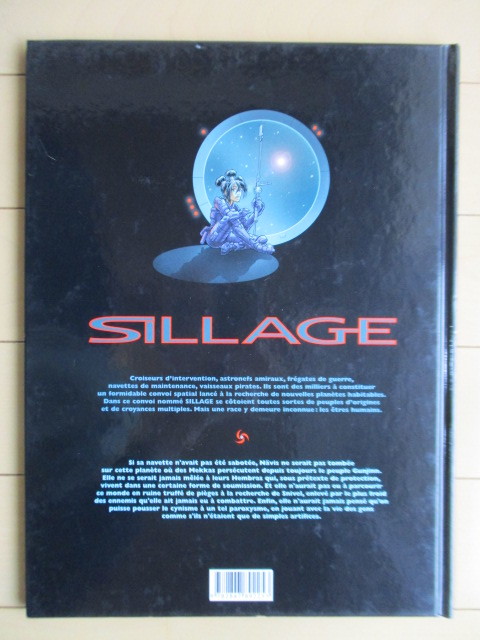 SILLAGE
Croiseurs d'intervention, astronefs amiraux, frégates de guerre,
navettes de maintenance, vaisseaux pirates. Ils sont des milliers à constituer
un formidable convoi spatial lancé à la recherche de nouvelles planètes habitables.
Dans ce convoi nommé SILLAGE se côtoient toutes sortes de peuples d'origines
et de croyances multiples. Mais une race y demeure inconnue : les êtres humains.
Si sa navette n'avait pas été sabotée, Nävis ne serait pas tombée
sur cette planète où des Mekkas persécutent depuis toujours le peuple
Elle ne se serait jamais mêlée à leurs Hembras qui, sous prétexte de protection,
vivent dans une certaine forme de soumission. Et elle n'aurait pas eu à parcourir
ce monde en ruine truffé de pièges à la recherche de Snivel, enlevé par le plus froid
des ennemis qu'elle ait jamais eu à combattre. Enfin, elle n'aurait jamais pensé qu'on
puisse pousser le cynisme à un tel paroxysme, en jouant avec la vie des gens
comme s'ils n'étaient que de simples artifices.